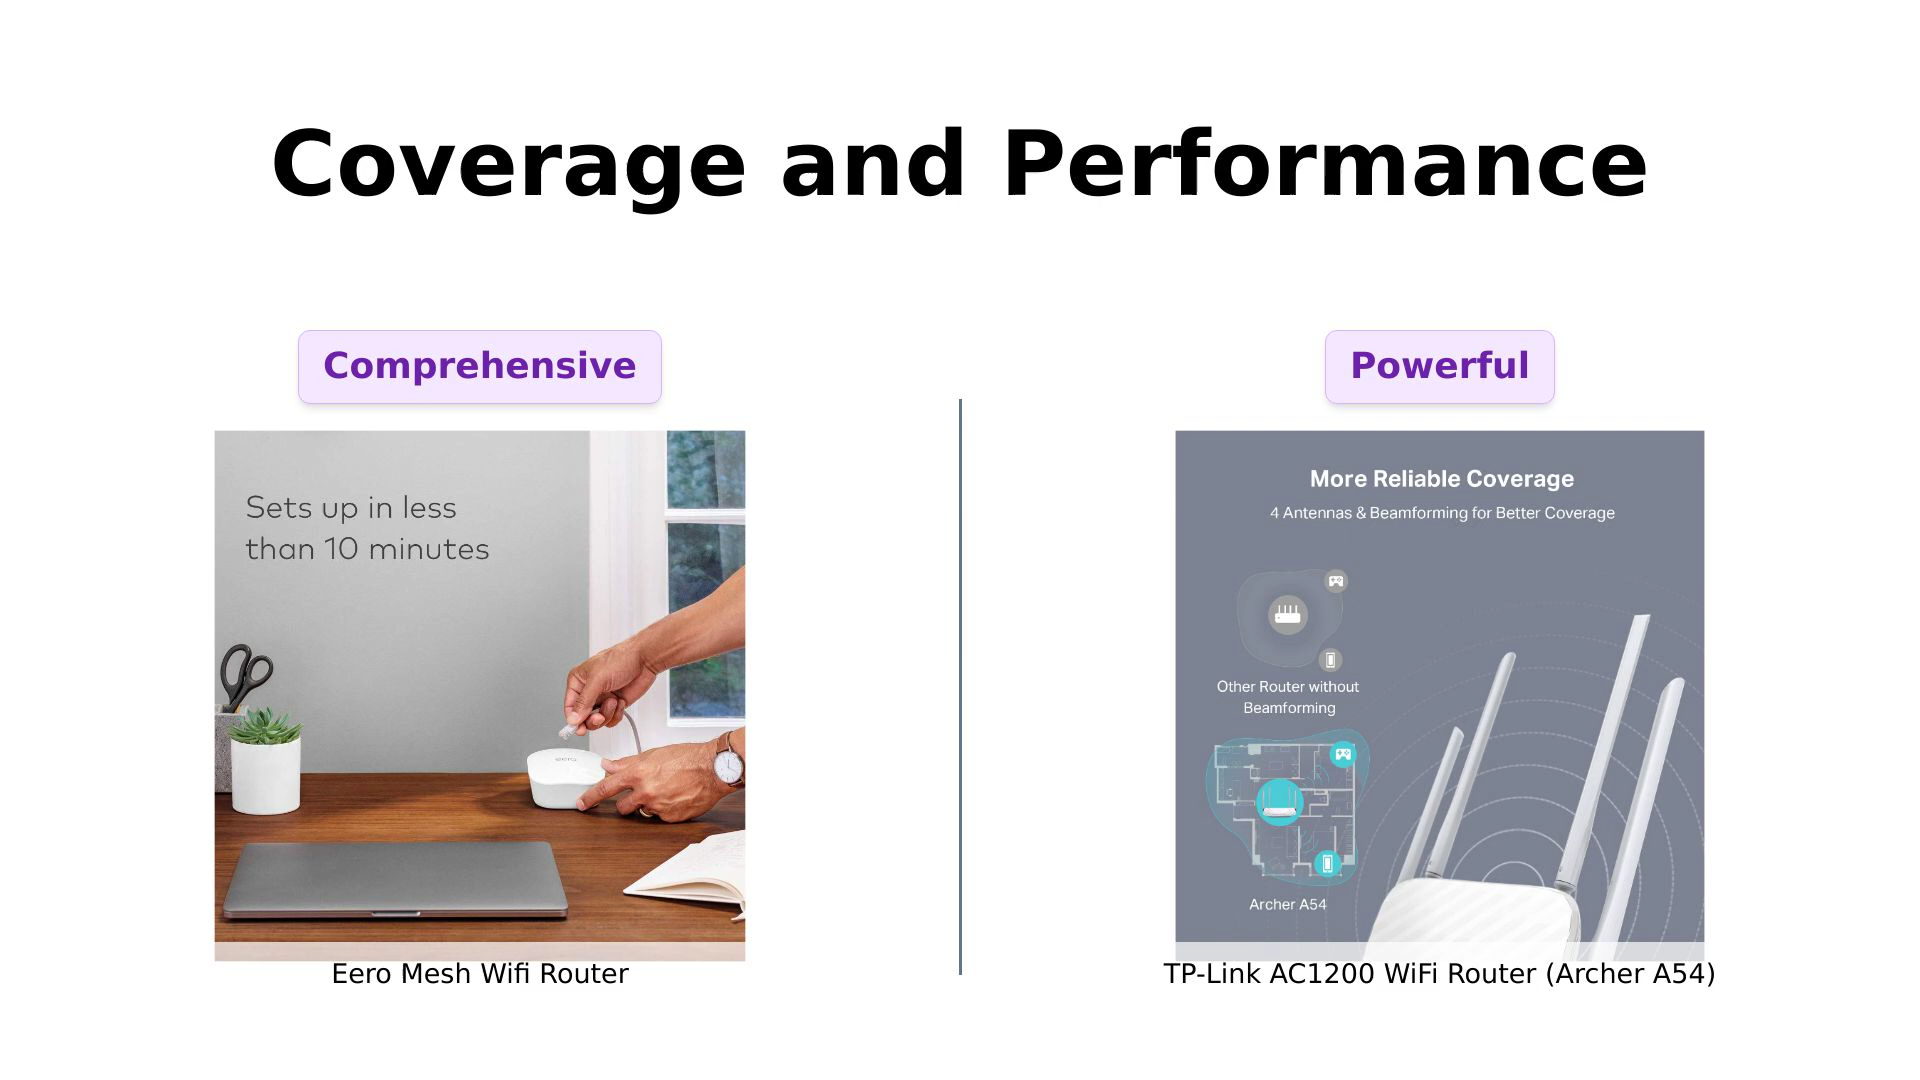 Coverage and Performance
Comprehensive
Sets up in less
than 10 minutes
eero
Eero Mesh Wifi Router
Powerful
More Reliable Coverage
4 Antennas & Beamforming for Better Coverage
Other Router without
Beamforming
Archer A54
TP-Link AC1200 WiFi Router (Archer A54)